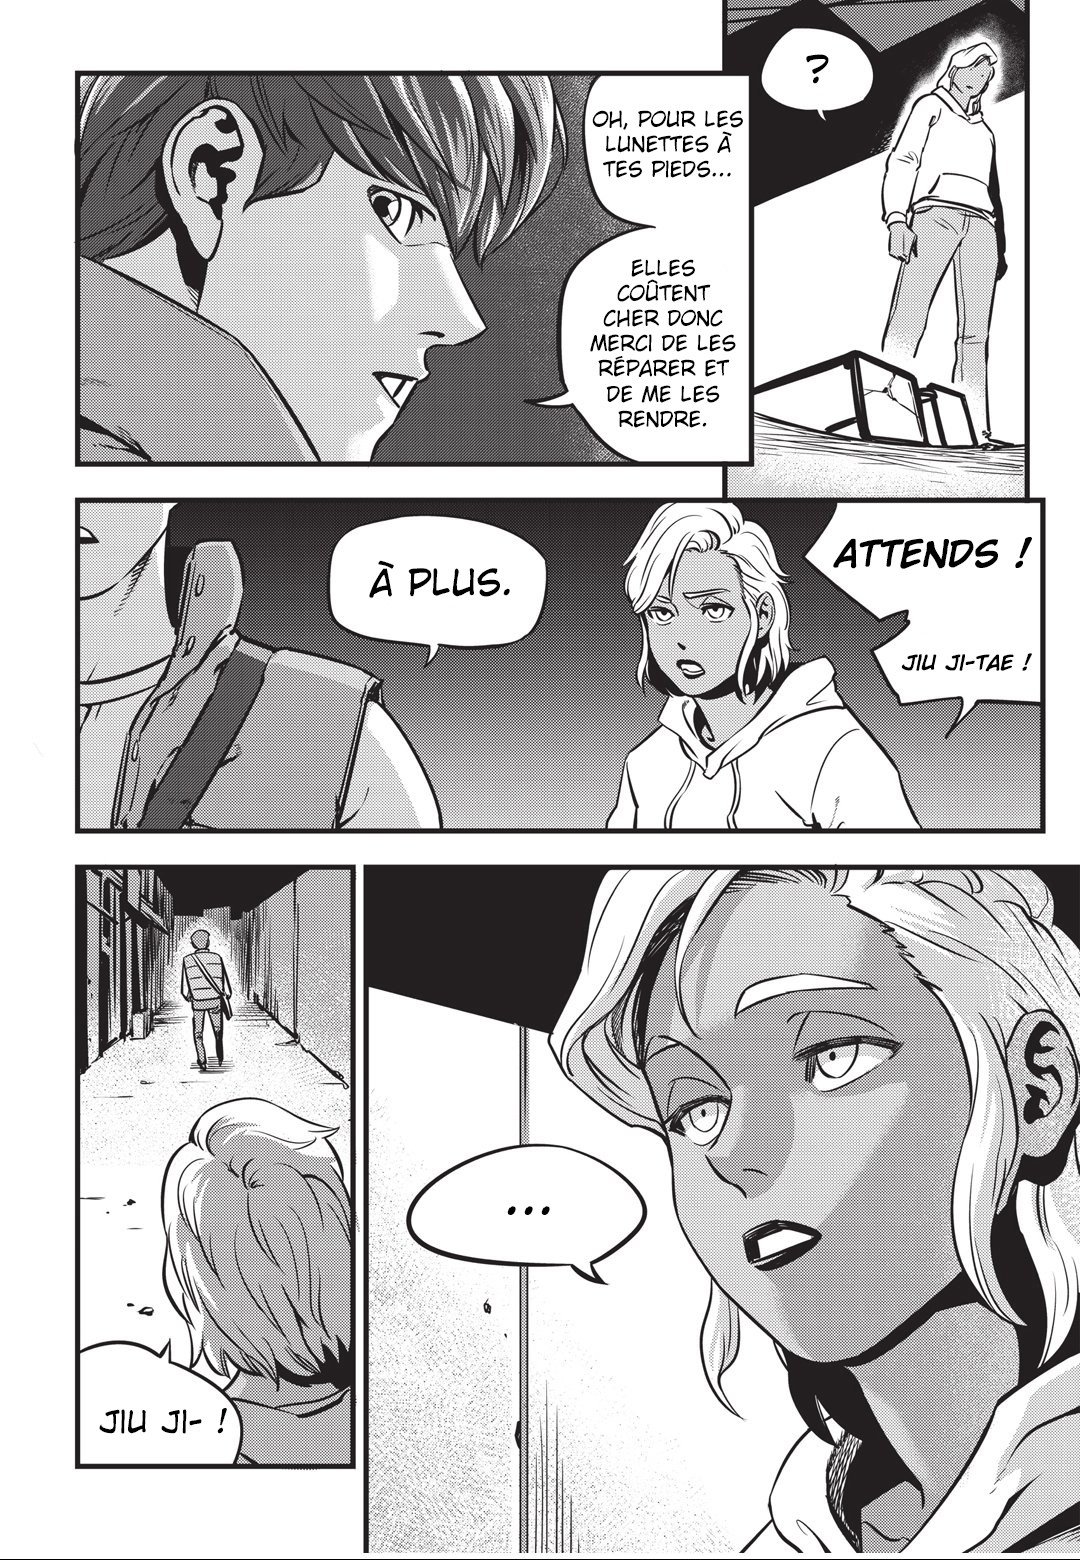 OH, POUR LES
LUNETTES À
TES PIEDS...
ELLES
COÛTENT
CHER DONC
MERCI DE LES
RÉPARER ET
DE ME LES
RENDRE.
?
À PLUS.
ATTENDS !
JIU JI-TAE !
JIU JI- !
...